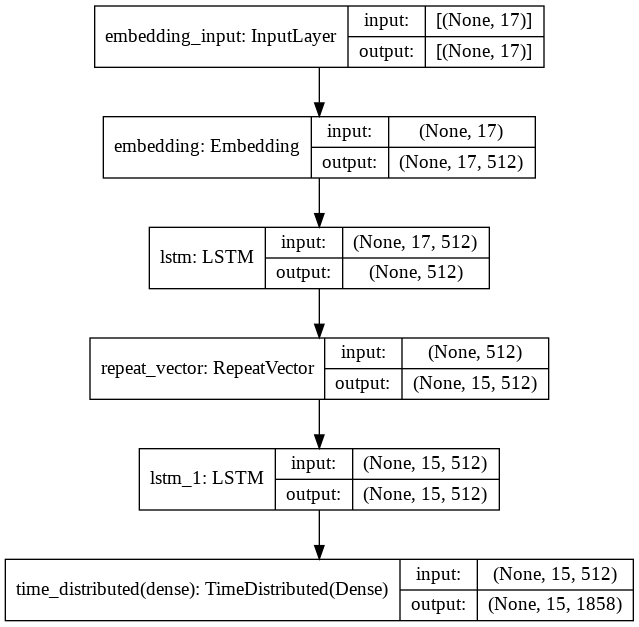 embedding_input: InputLayer
input: [(None, 17)]
output: [(None, 17)]
embedding: Embedding
input: (None, 17)
output: (None, 17, 512)
lstm: LSTM
input: (None, 17, 512)
output: (None, 512)
repeat_vector: RepeatVector
input: (None, 512)
output: (None, 15, 512)
lstm_1: LSTM
input: (None, 15, 512)
output: (None, 15, 512)
time_distributed(dense): TimeDistributed(Dense)
input: (None, 15, 512)
output: (None, 15, 1858)